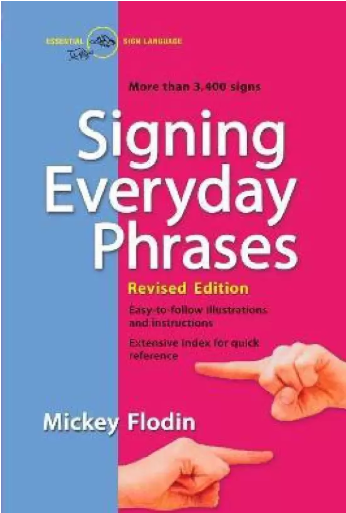 ESSENTIAL SIGN LANGUAGE
More than 3,400 signs
Signing
Everyday
Phrases
Revised Edition
Easy-to-follow illustrations
and instructions
Extensive index for quick
reference
Mickey Flodin